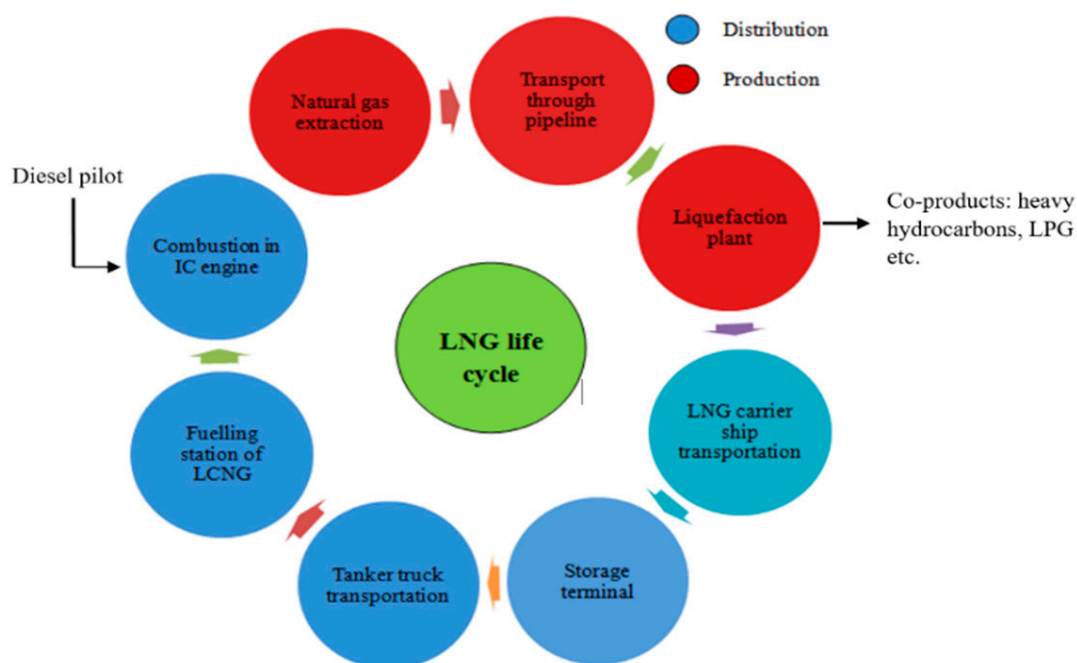 Distribution
Production
Natural gas
extraction
Transport
through
pipeline
Liquefaction
plant
Co-products: heavy
hydrocarbons, LPG
etc.
LNG carrier
ship
transportation
Storage
terminal
Tanker truck
transportation
Fuelling
station of
LCNG
Combustion in
IC engine
Diesel pilot
LNG life
cycle